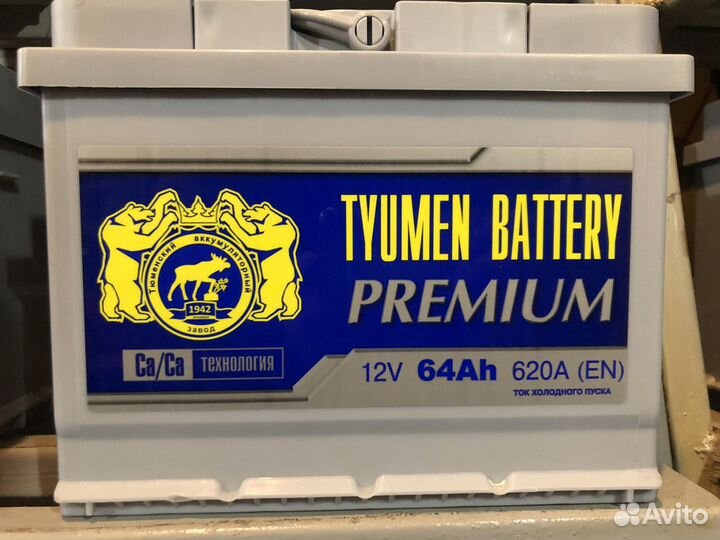 TYUMEN BATTERY
PREMIUM
Тюменский аккумуляторный
1942
завод
Ca/Ca технология
12V 64Ah 620A (EN)
ТОК ХОЛОДНОГО ПУСКА
Avito